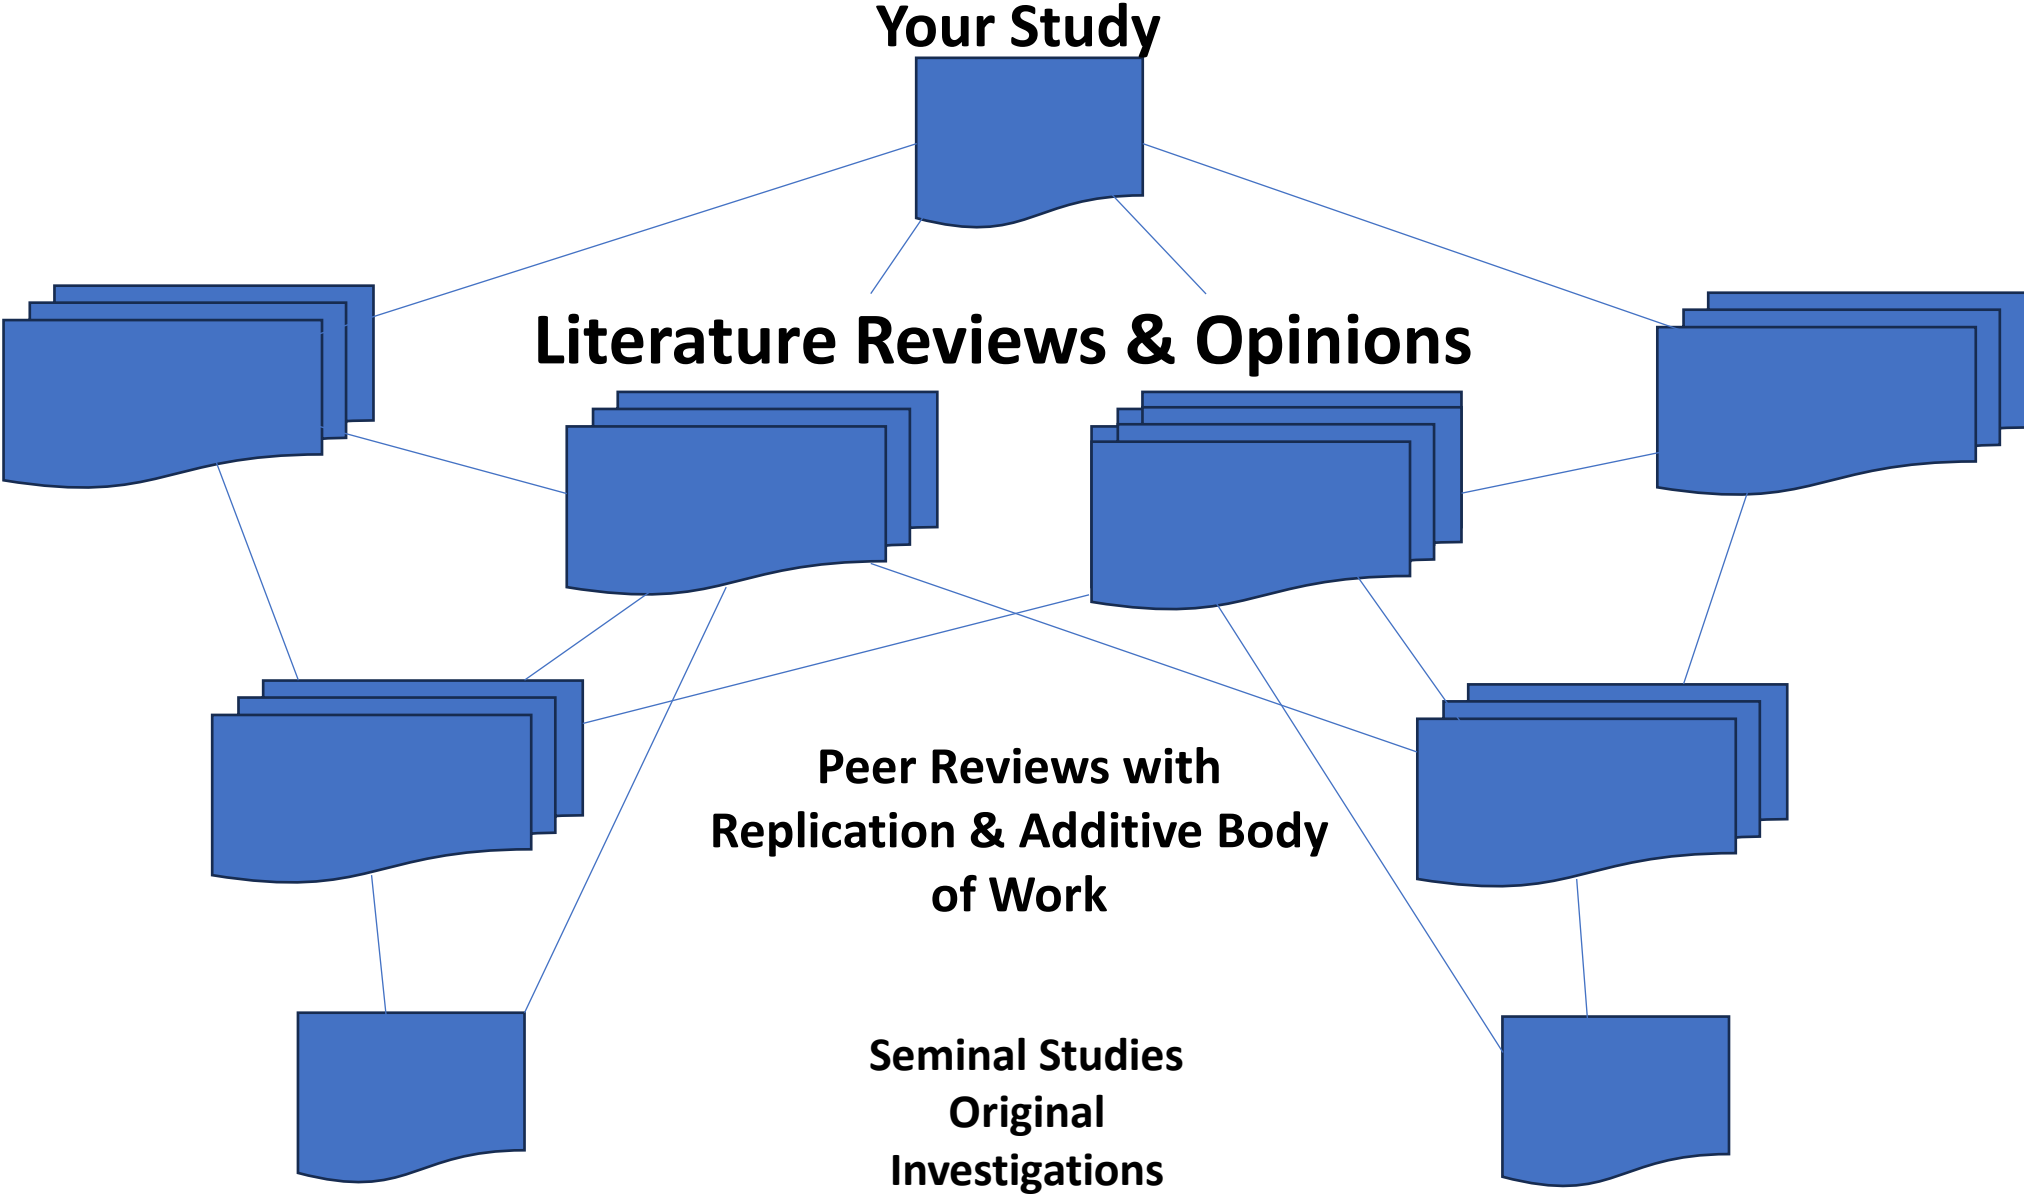 Your Study
Literature Reviews & Opinions
Peer Reviews with
Replication & Additive Body
of Work
Seminal Studies
Original
Investigations